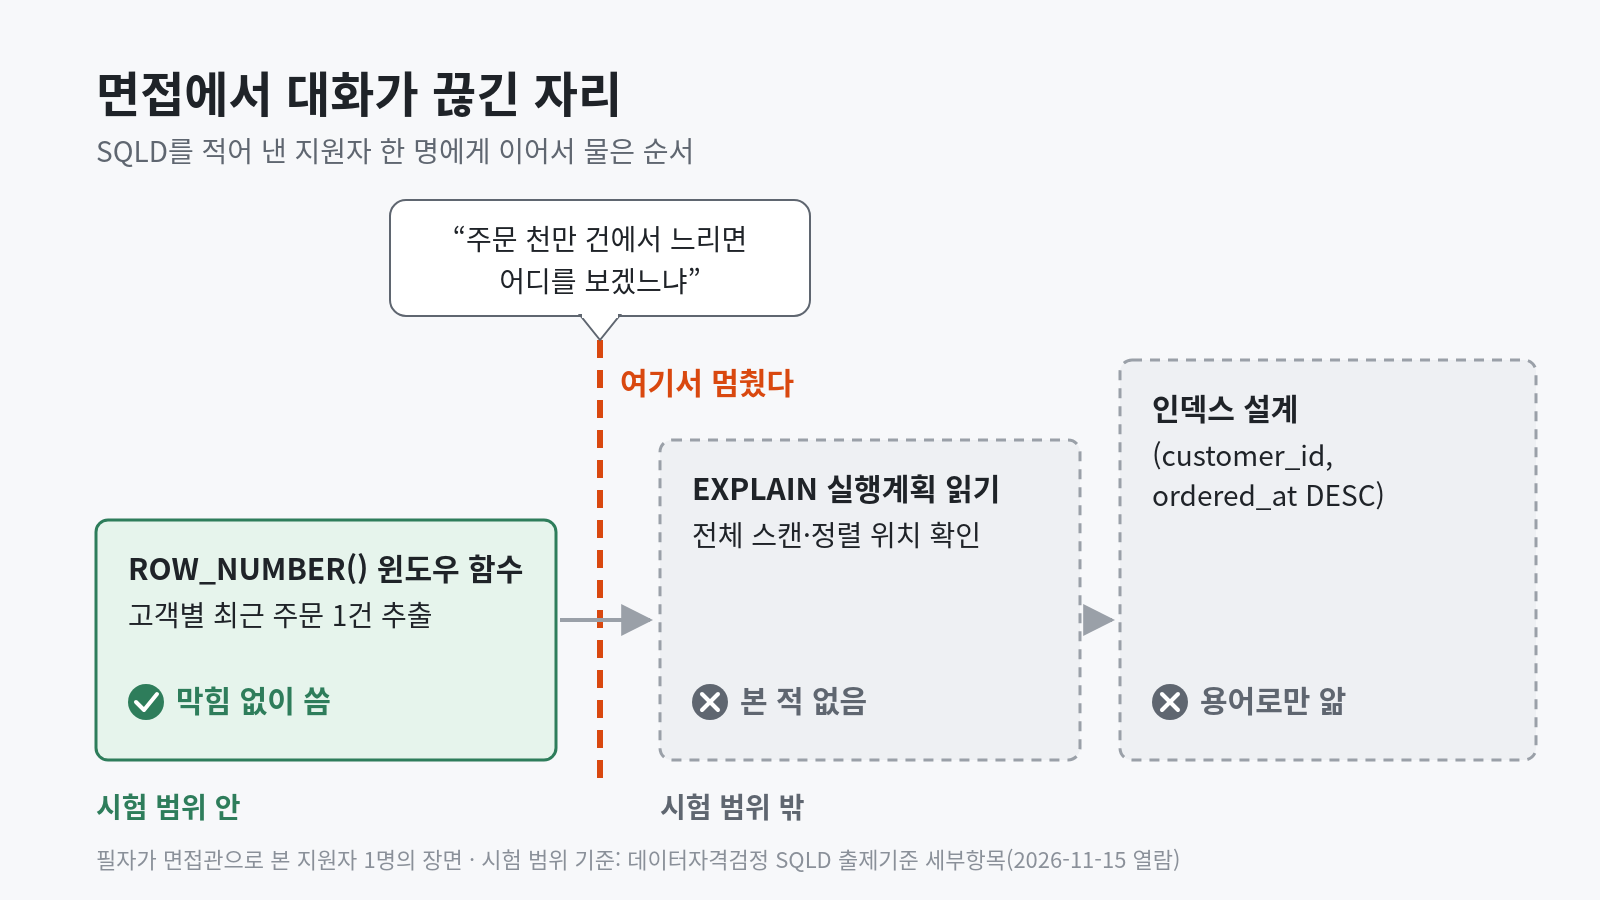 면접에서 대화가 끊긴 자리
SQLD를 적어 낸 지원자 한 명에게 이어서 물은 순서
“주문 천만 건에서 느리면
어디를 보겠느냐”
여기서 멈췄다
ROW_NUMBER() 윈도우 함수
고객별 최근 주문 1건 추출
막힘 없이 씀
EXPLAIN 실행계획 읽기
전체 스캔·정렬 위치 확인
본 적 없음
인덱스 설계
(customer_id,
ordered_at DESC)
용어로만 앎
시험 범위 안
시험 범위 밖
필자가 면접관으로 본 지원자 1명의 장면 · 시험 범위 기준: 데이터자격검정 SQLD 출제기준 세부항목(2026-11-15 열람)